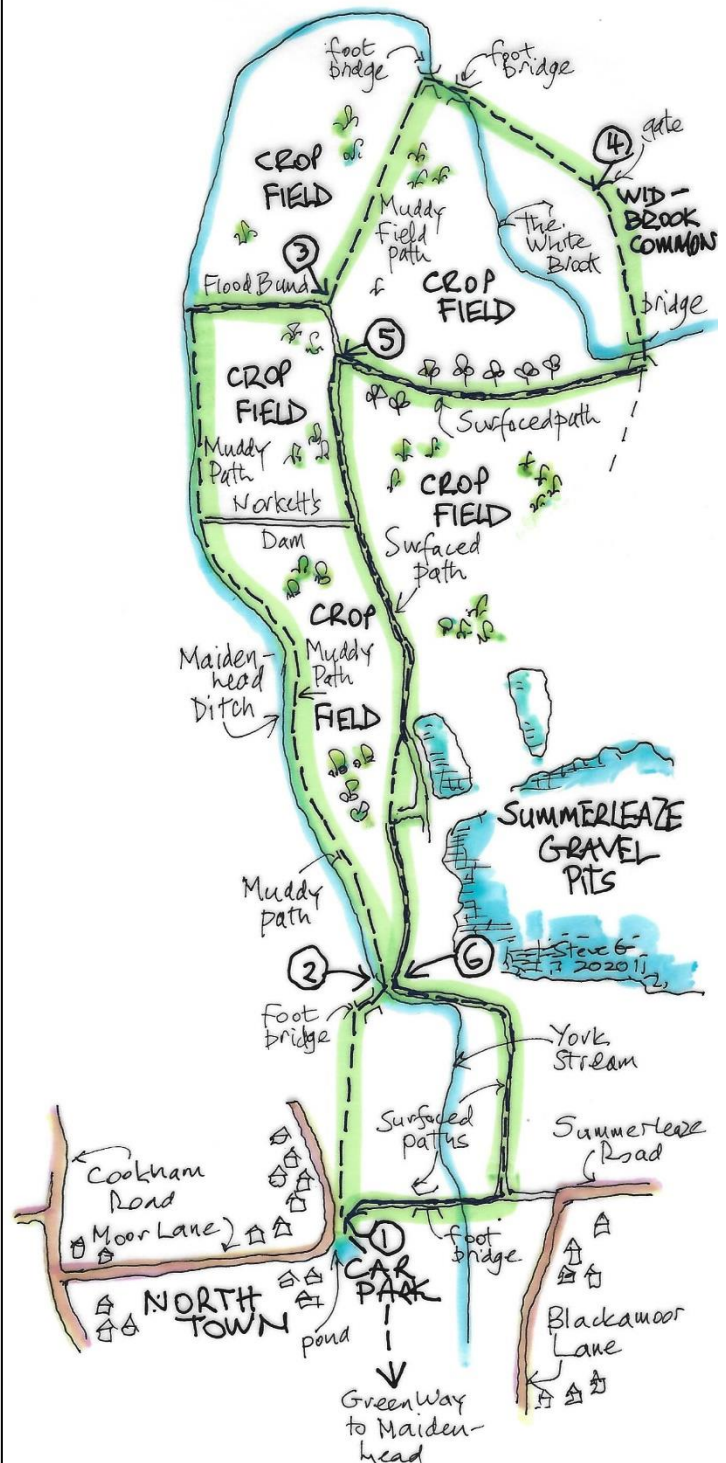 foot
bridge
foot
bridge
④
gate
CROP
FIELD
WID-
BROOK
COMMON
Muddy
Field
path
The
White
Brook
③
Flood Bund
CROP
FIELD
bridge
⑤
CROP
FIELD
Surfaced path
Muddy
Path
CROP
FIELD
Norkett's
Dam
Surfaced
path
CROP
Muddy
Path
FIELD
Maiden-
head
Ditch
SUMMERLEAZE
GRAVEL
PITS
Muddy
path
Steve G
2020
②
⑥
foot
bridge
York
Stream
Surfaced
paths
Summerleaze
Road
Cookham
Road
Moor Lane
①
foot
bridge
CAR
PARK
NORTH
TOWN
pond
Blackamoor
Lane
Green Way
to Maiden-
head